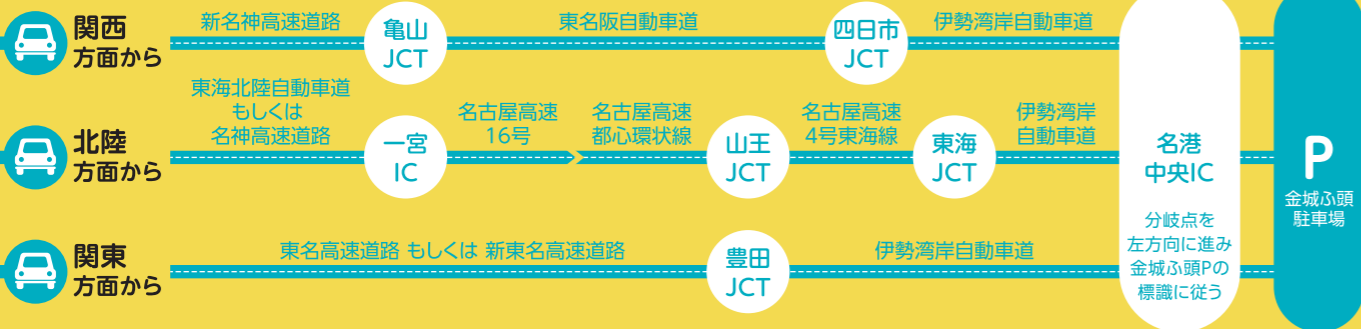 関西
方面から
新名神高速道路
亀山
JCT
東名阪自動車道
四日市
JCT
伊勢湾岸自動車道
北陸
方面から
東海北陸自動車道
もしくは
名神高速道路
一宮
IC
名古屋高速
16号
名古屋高速
都心環状線
山王
JCT
名古屋高速
4号東海線
東海
JCT
伊勢湾岸
自動車道
関東
方面から
東名高速道路 もしくは 新東名高速道路
豊田
JCT
伊勢湾岸自動車道
名港
中央IC
分岐点を
左方向に進み
金城ふ頭Pの
標識に従う
P
金城ふ頭
駐車場